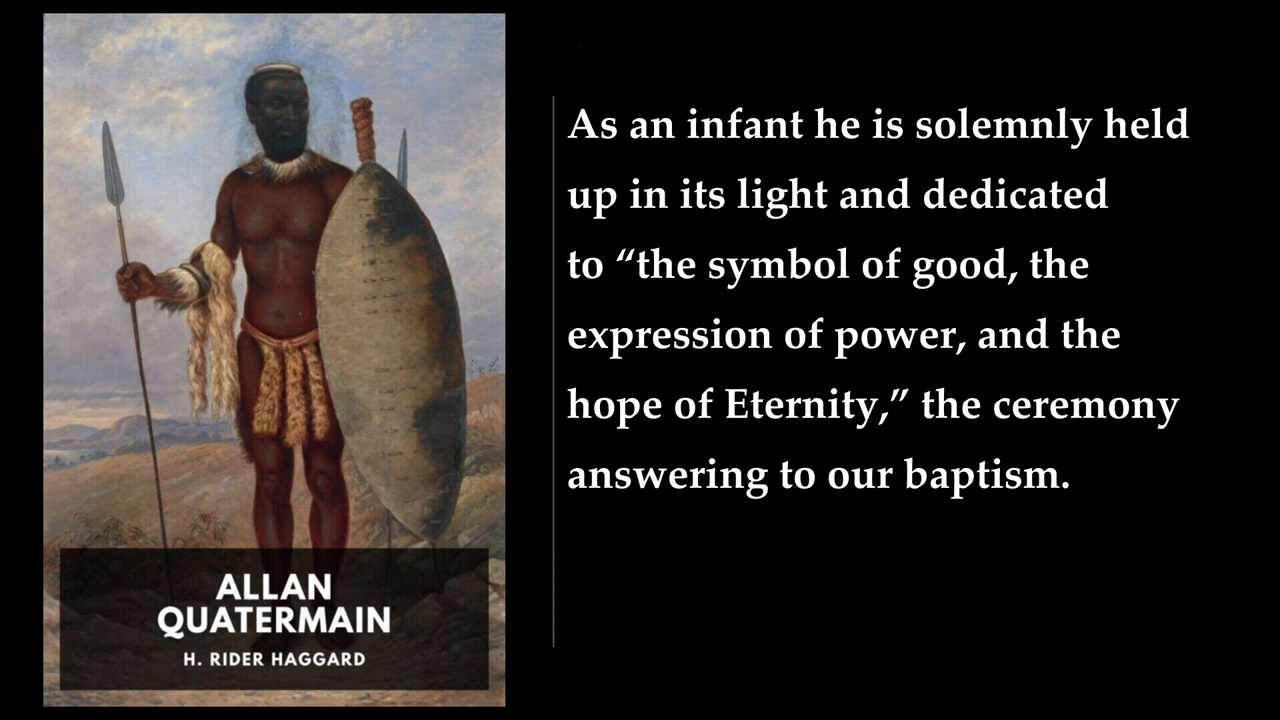 ALLAN
QUATERMAIN
H. RIDER HAGGARD
As an infant he is solemnly held
up in its light and dedicated
to “the symbol of good, the
expression of power, and the
hope of Eternity,” the ceremony
answering to our baptism.